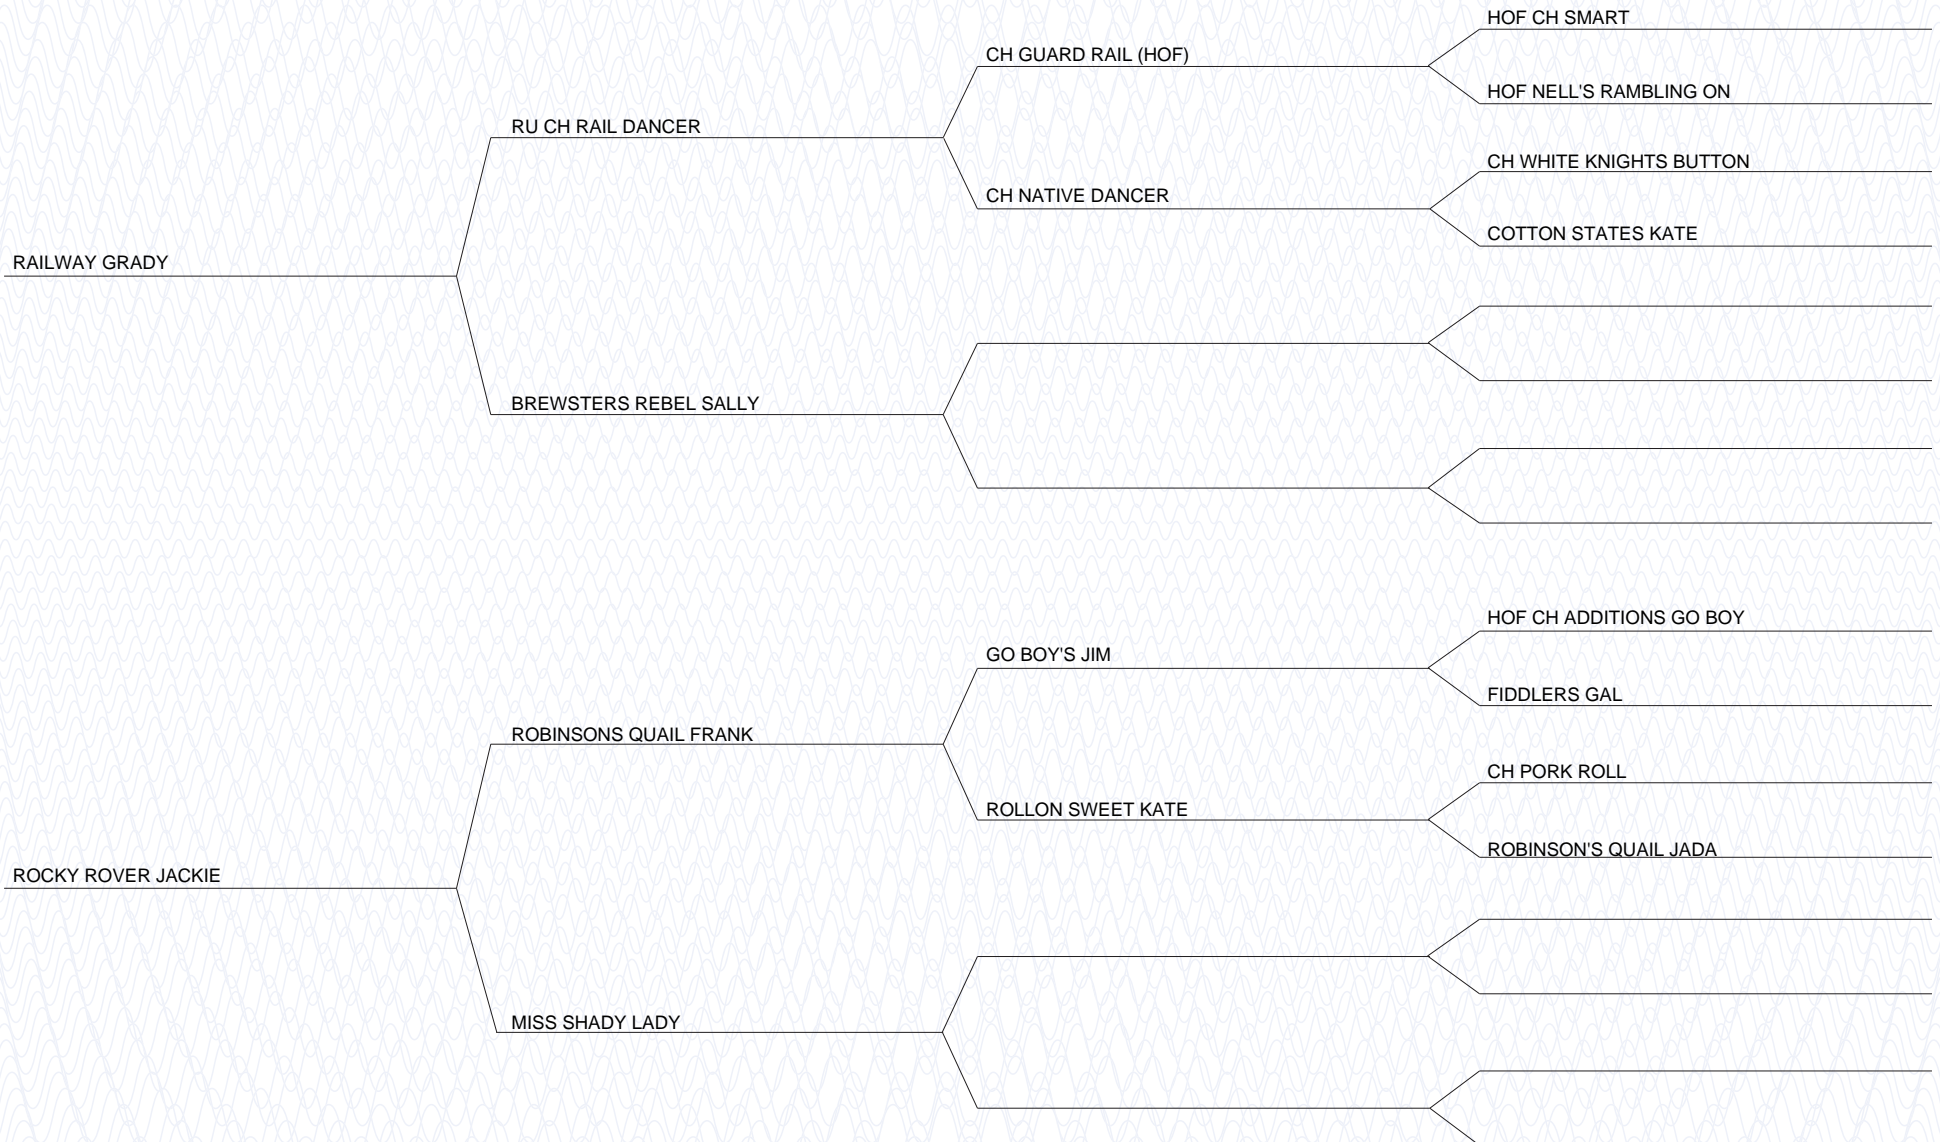 HOF CH SMART
CH GUARD RAIL (HOF)
HOF NELL'S RAMBLING ON
RU CH RAIL DANCER
CH WHITE KNIGHTS BUTTON
CH NATIVE DANCER
COTTON STATES KATE
RAILWAY GRADY
BREWSTERS REBEL SALLY
HOF CH ADDITIONS GO BOY
GO BOY'S JIM
FIDDLERS GAL
ROBINSONS QUAIL FRANK
CH PORK ROLL
ROLLON SWEET KATE
ROBINSON'S QUAIL JADA
ROCKY ROVER JACKIE
MISS SHADY LADY